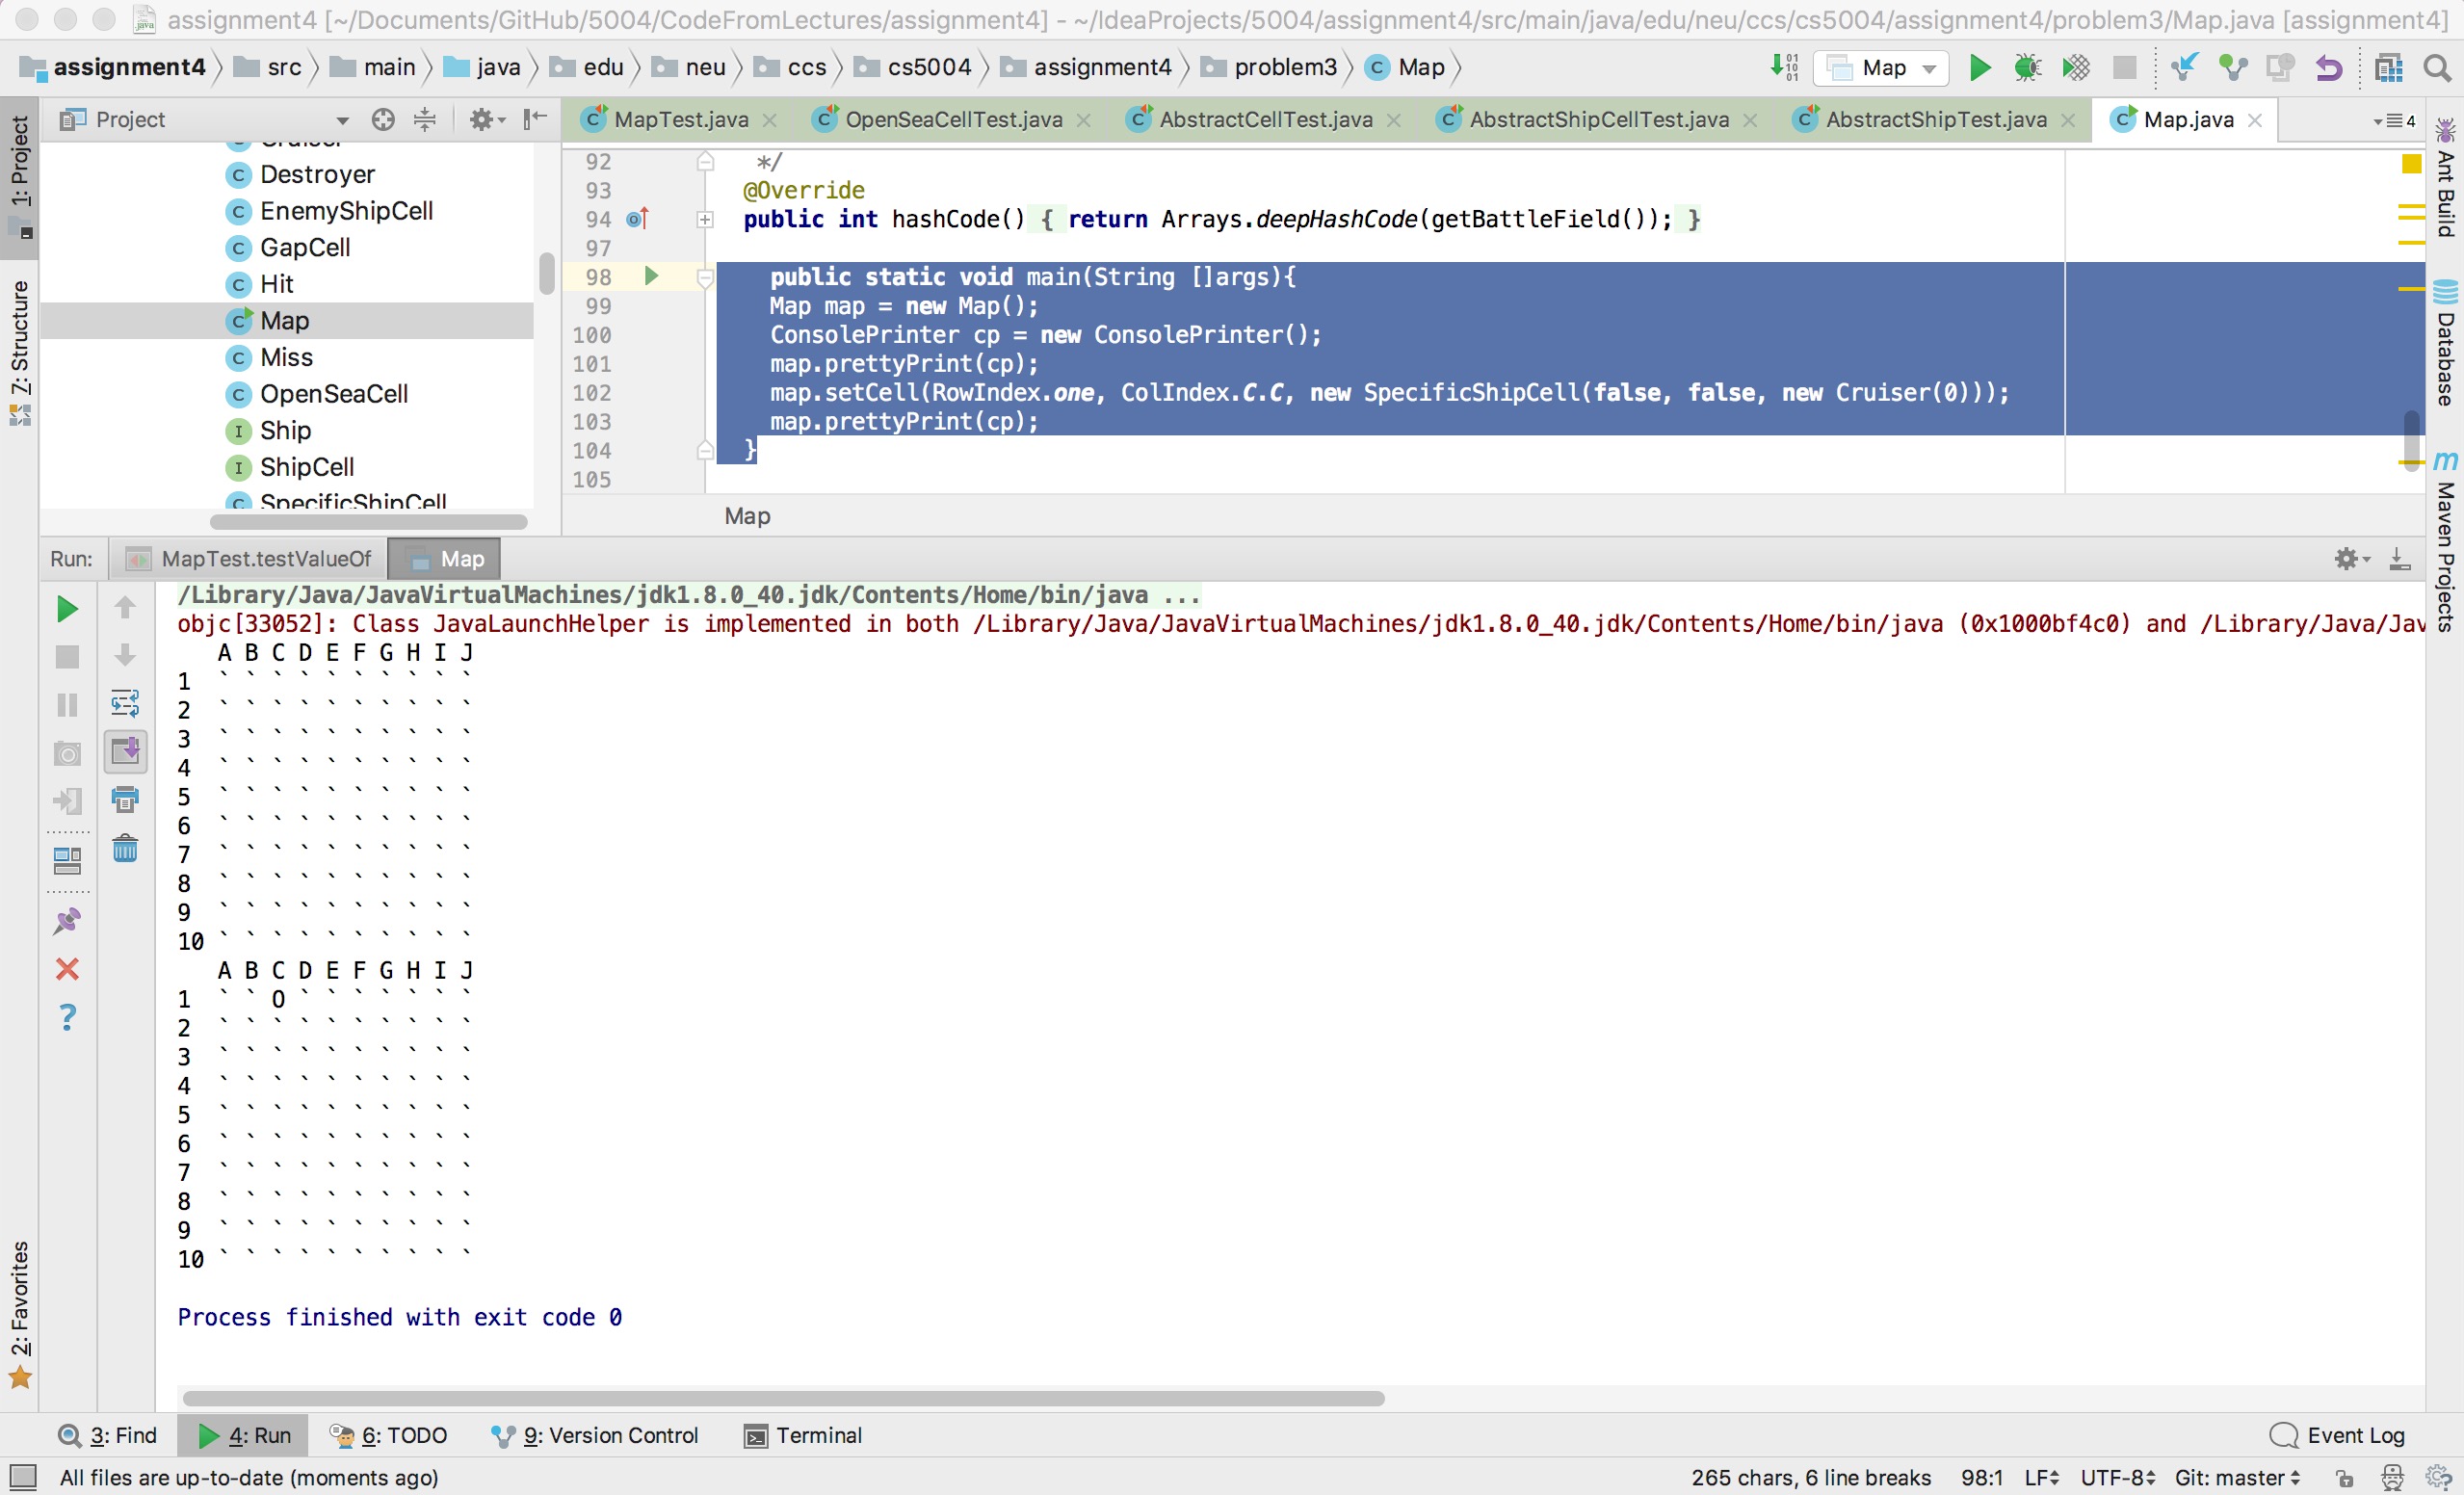 assignment4 [~/Documents/GitHub/5004/CodeFromLectures/assignment4] - ~/IdeaProjects/5004/assignment4/src/main/java/edu/neu/ccs/cs5004/assignment4/problem3/Map.java [assignment4]
assignment4 src main java edu neu ccs cs5004 assignment4 problem3 Map Map
Project MapTest.java OpenSeaCellTest.java AbstractCellTest.java AbstractShipCellTest.java AbstractShipTest.java Map.java 4
1: Project
7: Structure
2: Favorites
Cruiser
Destroyer
EnemyShipCell
GapCell
Hit
Map
Miss
OpenSeaCell
Ship
ShipCell
SpecificShipCell
92 */
93 @Override
94 public int hashCode() { return Arrays.deepHashCode(getBattleField()); }
97
98 public static void main(String []args){
99 Map map = new Map();
100 ConsolePrinter cp = new ConsolePrinter();
101 map.prettyPrint(cp);
102 map.setCell(RowIndex.one, ColIndex.C.C, new SpecificShipCell(false, false, new Cruiser(0)));
103 map.prettyPrint(cp);
104 }
105
Map
Ant Build
Database
Maven Projects
Run: MapTest.testValueOf Map
/Library/Java/JavaVirtualMachines/jdk1.8.0_40.jdk/Contents/Home/bin/java ...
objc[33052]: Class JavaLaunchHelper is implemented in both /Library/Java/JavaVirtualMachines/jdk1.8.0_40.jdk/Contents/Home/bin/java (0x1000bf4c0) and /Library/Java/Jav
A B C D E F G H I J
1 ` ` ` ` ` ` ` ` ` `
2 ` ` ` ` ` ` ` ` ` `
3 ` ` ` ` ` ` ` ` ` `
4 ` ` ` ` ` ` ` ` ` `
5 ` ` ` ` ` ` ` ` ` `
6 ` ` ` ` ` ` ` ` ` `
7 ` ` ` ` ` ` ` ` ` `
8 ` ` ` ` ` ` ` ` ` `
9 ` ` ` ` ` ` ` ` ` `
10 ` ` ` ` ` ` ` ` ` `
A B C D E F G H I J
1 ` ` O ` ` ` ` ` ` `
2 ` ` ` ` ` ` ` ` ` `
3 ` ` ` ` ` ` ` ` ` `
4 ` ` ` ` ` ` ` ` ` `
5 ` ` ` ` ` ` ` ` ` `
6 ` ` ` ` ` ` ` ` ` `
7 ` ` ` ` ` ` ` ` ` `
8 ` ` ` ` ` ` ` ` ` `
9 ` ` ` ` ` ` ` ` ` `
10 ` ` ` ` ` ` ` ` ` `
Process finished with exit code 0
3: Find 4: Run 6: TODO 9: Version Control Terminal Event Log
All files are up-to-date (moments ago) 265 chars, 6 line breaks 98:1 LF UTF-8 Git: master